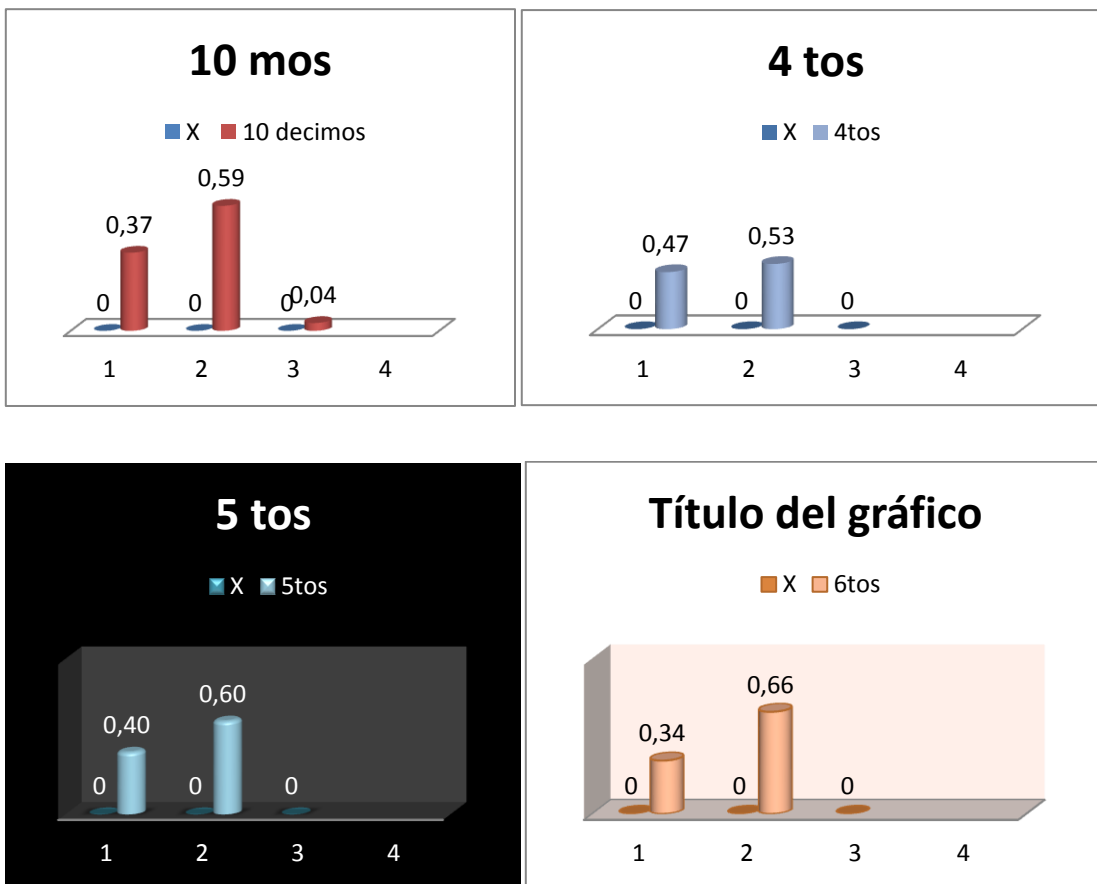 10 mos
X 10 decimos
0,59
0,37
0 0 0 0,04
1 2 3 4
4 tos
X 4tos
0,53
0,47
0 0 0
1 2 3 4
5 tos
X 5tos
0,60
0,40
0 0 0
1 2 3 4
Título del gráfico
X 6tos
0,66
0,34
0 0 0
1 2 3 4